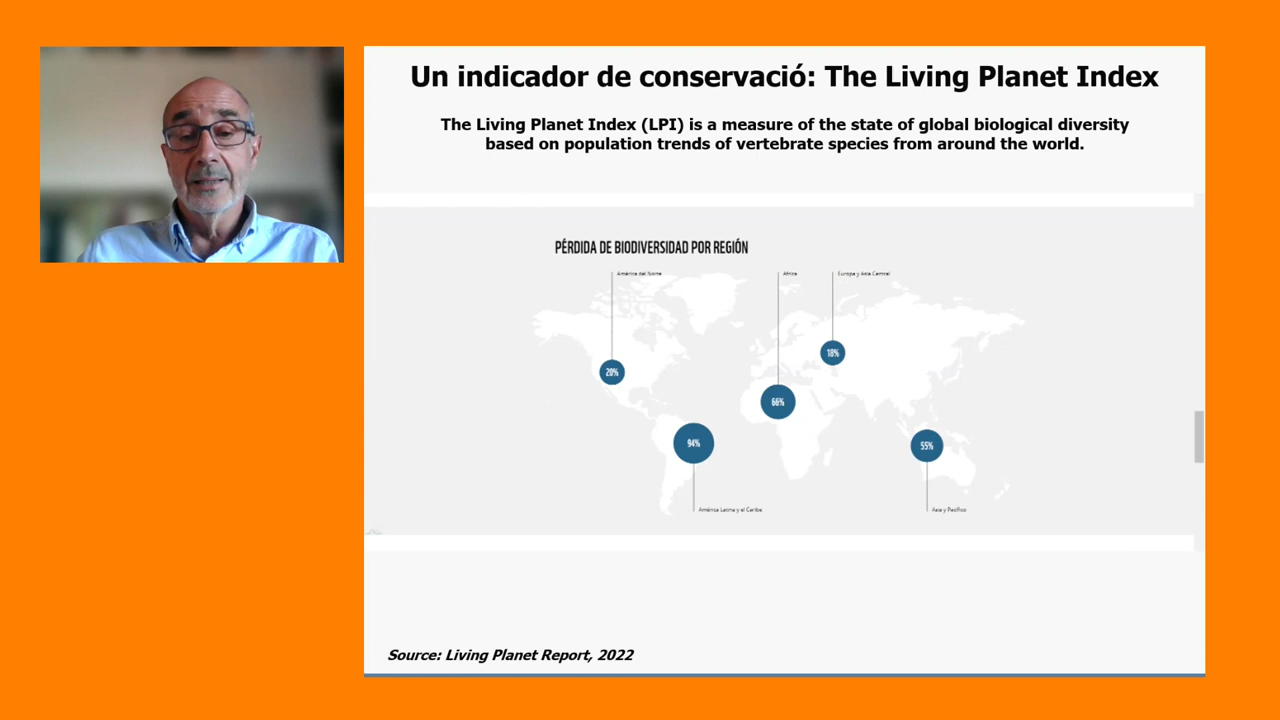 Un indicador de conservació: The Living Planet Index
The Living Planet Index (LPI) is a measure of the state of global biological diversity
based on population trends of vertebrate species from around the world.
PÉRDIDA DE BIODIVERSIDAD POR REGIÓN
América del Norte
África
Europa y Asia Central
18%
20%
66%
94%
55%
América Latina y el Caribe
Asia y Pacífico
Source: Living Planet Report, 2022